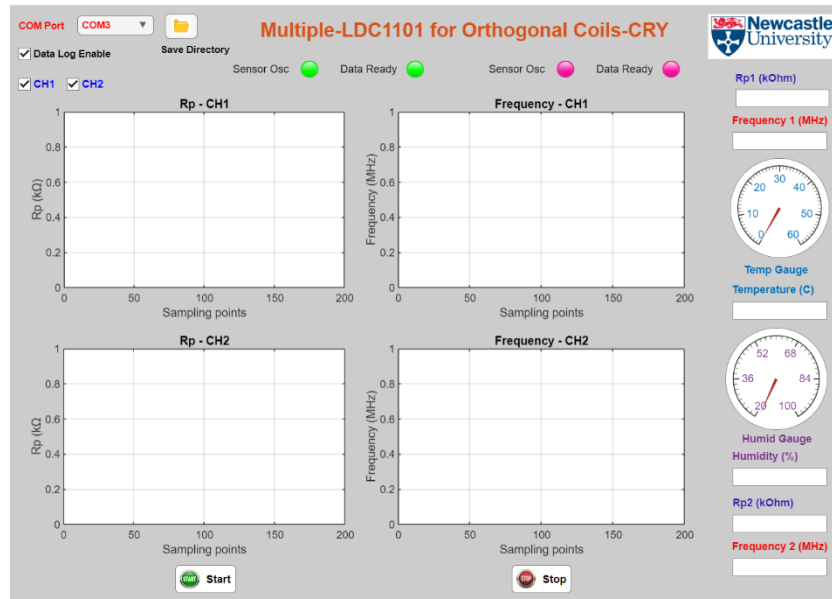 COM Port COM3
Save Directory
Multiple-LDC1101 for Orthogonal Coils-CRY
Newcastle
University
Data Log Enable
CH1 CH2
Sensor Osc Data Ready Sensor Osc Data Ready
Rp - CH1
1
0.8
0.6
0.4
0.2
0
Rp (kΩ)
0 50 100 150 200
Sampling points
Frequency - CH1
1
0.8
0.6
0.4
0.2
0
Frequency (MHz)
0 50 100 150 200
Sampling points
Rp - CH2
1
0.8
0.6
0.4
0.2
0
Rp (kΩ
0 50 100 150 200
Sampling points
Frequency - CH2
1
0.8
0.6
0.4
0.2
0
Frequency (MHz)
0 50 100 150 200
Sampling points
START Start
STOP Stop
Rp1 (kOhm)
Frequency 1 (MHz)
0 10 20 30 40 50 60
Temp Gauge
Temperature (C)
20 36 52 68 84 100
Humid Gauge
Humidity (%)
Rp2 (kOhm)
Frequency 2 (MHz)